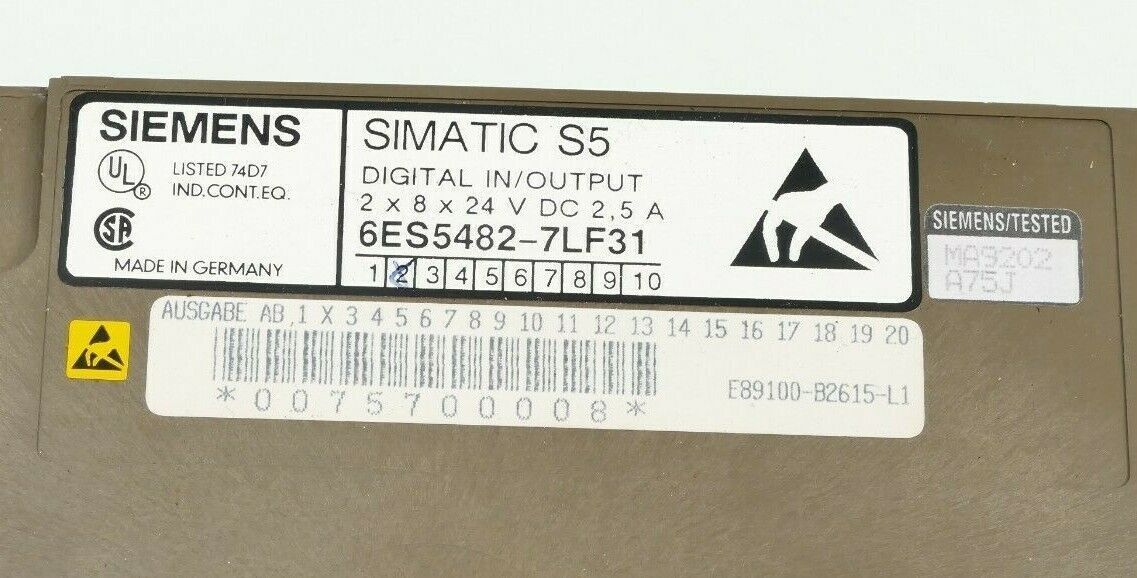 SIEMENS
UL ®
LISTED 74D7
IND.CONT.EQ.
SA
MADE IN GERMANY
SIMATIC S5
DIGITAL IN/OUTPUT
2 x 8 x 24 V DC 2,5 A
6ES5482-7LF31
1 2 3 4 5 6 7 8 9 10
SIEMENS/TESTED
MA9202
A75J
AUSGABE AB,1 X 3 4 5 6 7 8 9 10 11 12 13 14 15 16 17 18 19 20
E89100-B2615-L1
*0075700008*